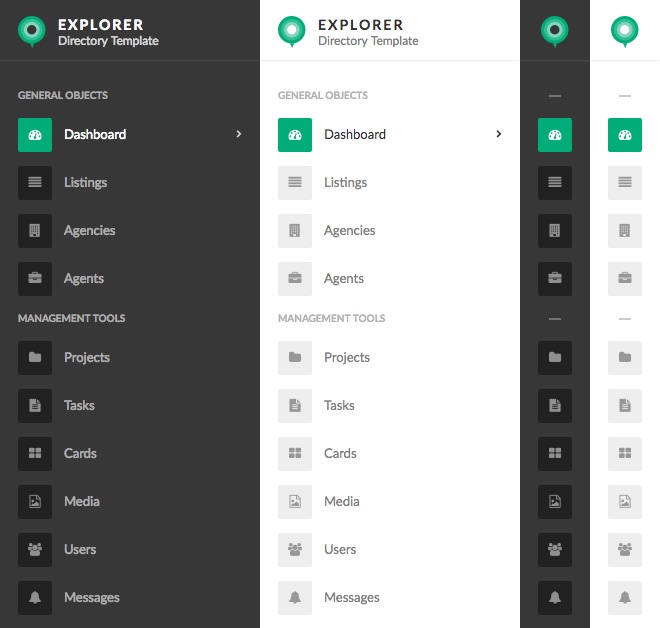 EXPLORER
Directory Template
GENERAL OBJECTS
Dashboard
Listings
Agencies
Agents
MANAGEMENT TOOLS
Projects
Tasks
Cards
Media
Users
Messages
EXPLORER
Directory Template
GENERAL OBJECTS
Dashboard
Listings
Agencies
Agents
MANAGEMENT TOOLS
Projects
Tasks
Cards
Media
Users
Messages